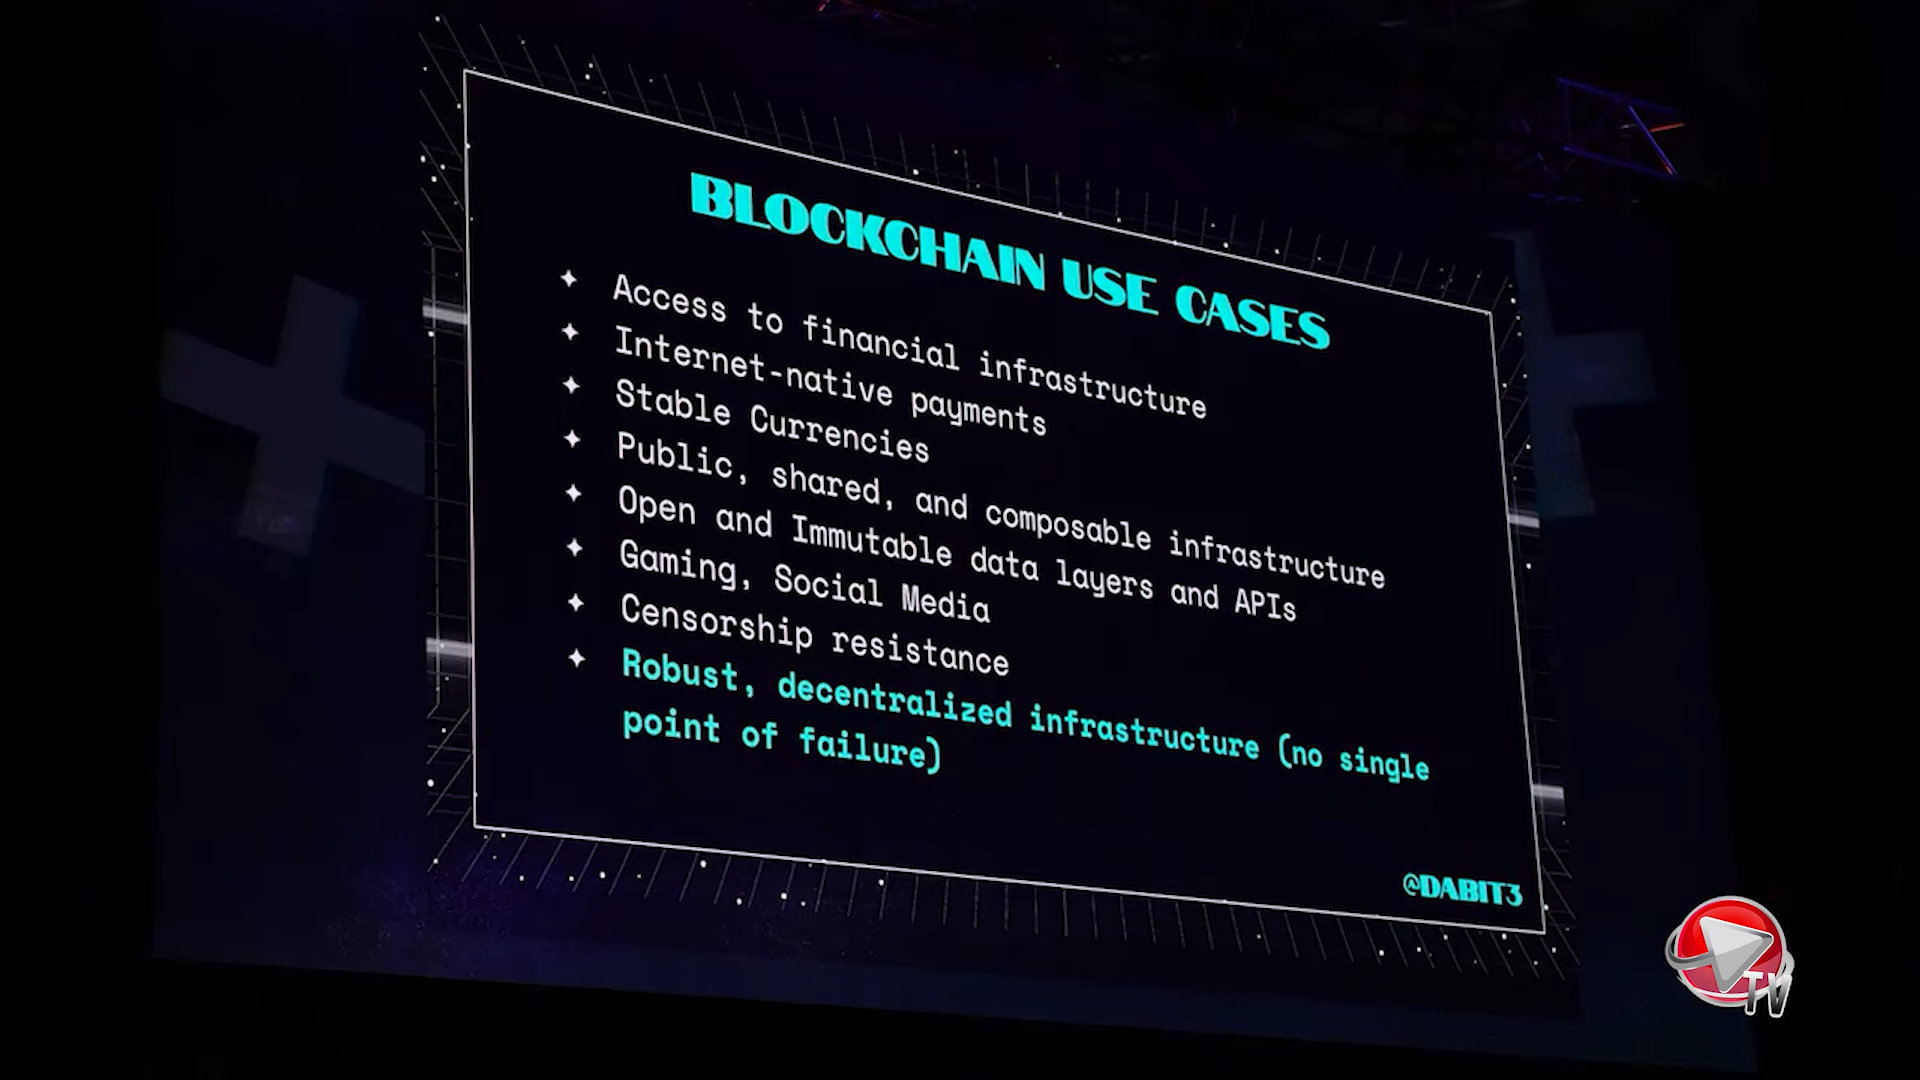 BLOCKCHAIN USE CASES
Access to financial infrastructure
Internet-native payments
Stable Currencies
Public, shared, and composable infrastructure
Open and Immutable data layers and APIs
Gaming, Social Media
Censorship resistance
Robust, decentralized infrastructure (no single
point of failure)
@DABIT3
TV